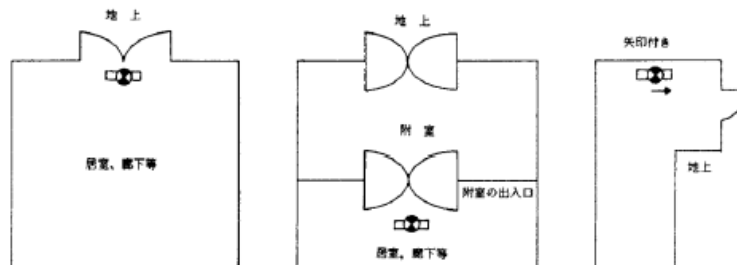 地上
居室、廊下等
地上
附室
附室の出入口
居室、廊下等
矢印付き
地上